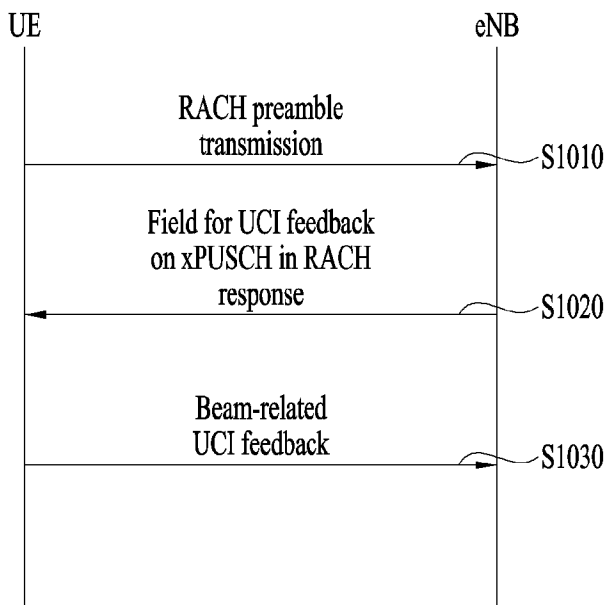 UE
eNB
RACH preamble
transmission
S1010
Field for UCI feedback
on xPUSCH in RACH
response
S1020
Beam-related
UCI feedback
S1030